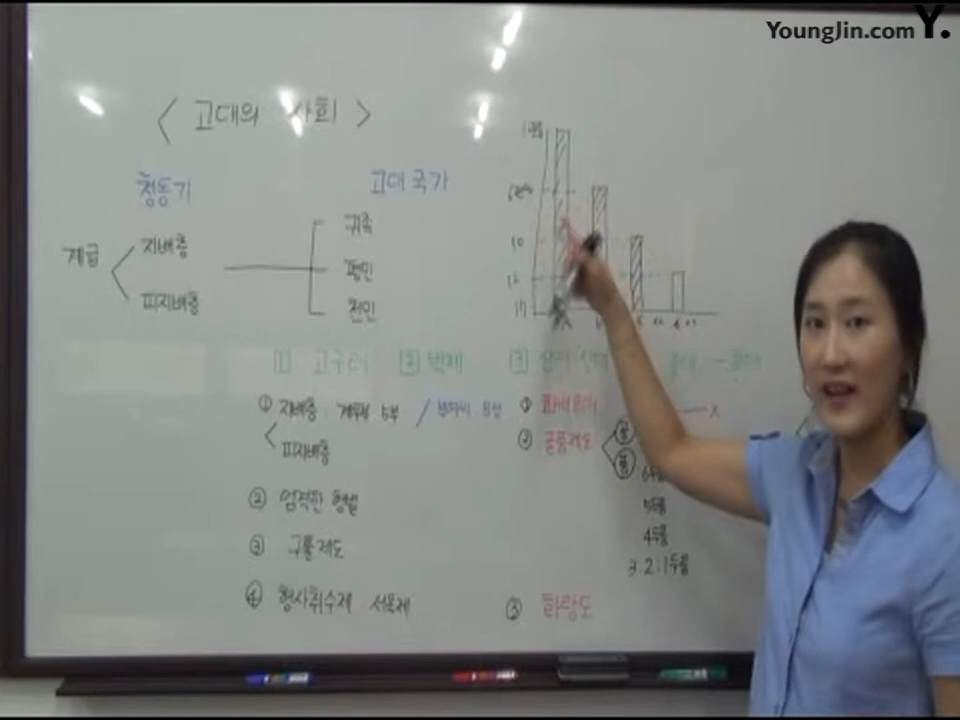 YoungJin.com Y.
< 고대의 사회 >
청동기 고대국가
계급 지배층 피지배층
귀족
평민
천민
1 고구려 2 백제 3
① 지배층 5부 /
피지배층
② 엄격한 형벌
③ 구휼제도
④ 형사취수제 서옥제
① 화백회의 X
② 골품제도 골 품
6두품
5두품
4두품
3.2.1두품
③ 화랑도